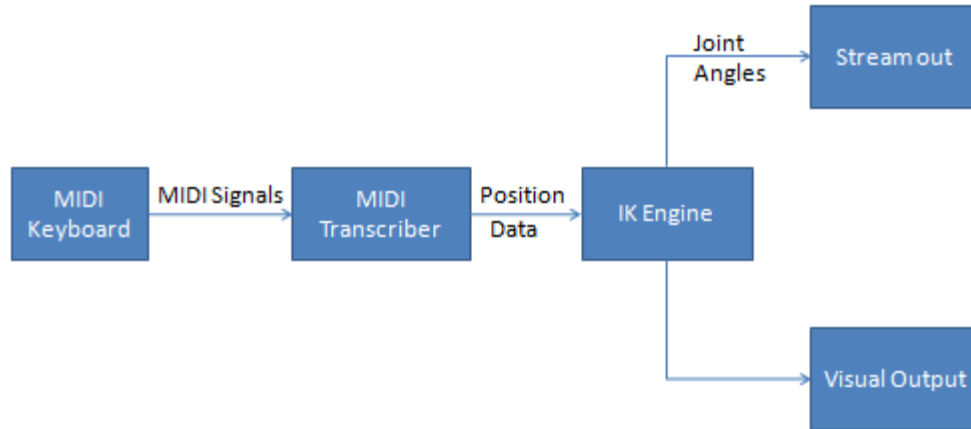 Joint
Angles
Stream out
MIDI
Keyboard
MIDI Signals
MIDI
Transcriber
Position
Data
IK Engine
Visual Output